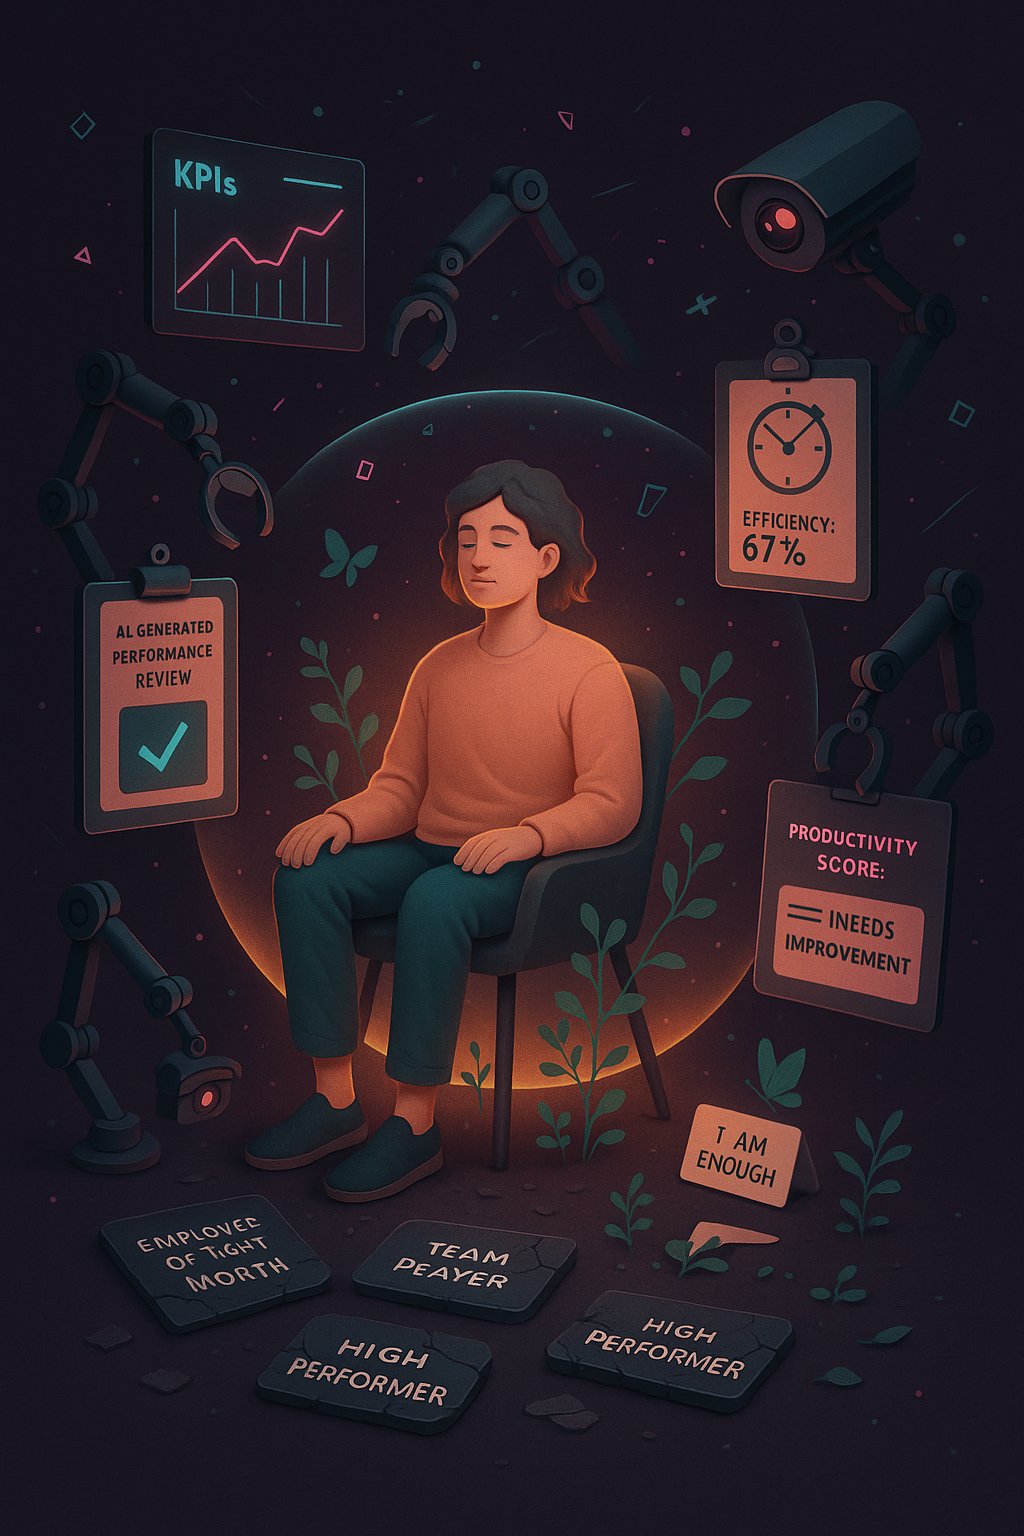 KPIs
EFFICIENCY:
67%
AI GENERATED
PERFORMANCE
REVIEW
PRODUCTIVITY
SCORE:
INEEDS
IMPROVEMENT
I AM
ENOUGH
EMPLOVEE
OF TIGHT
MORTH
TEAM
PEAYER
HIGH
PERFORMER
HIGH
PERFORMER